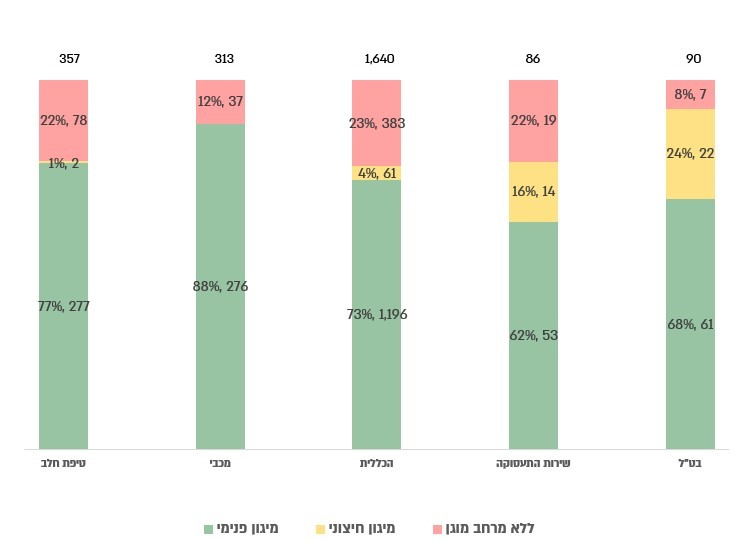 357 313 1,640 86 90
22%, 78 12%, 37 23%, 383 22%, 19 8%, 7
1%, 2 4%, 61 16%, 14 24%, 22
77%, 277 88%, 276 73%, 1,196 62%, 53 68%, 61
טיפת חלב מכבי הכללית שירות התעסוקה בט"ל
ללא מרחב מוגן מיגון חיצוני מיגון פנימי